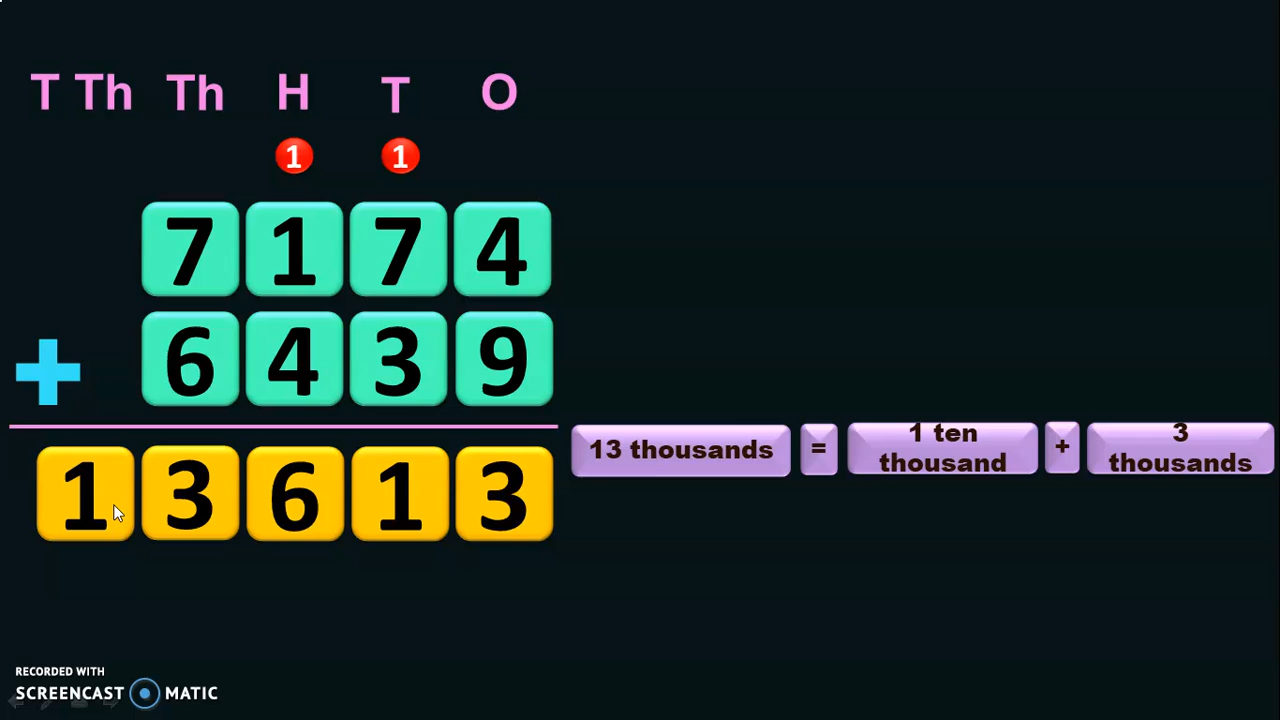 T Th Th H T O
1 1
7 1 7 4
+ 6 4 3 9
1 3 6 1 3
13 thousands = 1 ten thousand + 3 thousands
RECORDED WITH
SCREENCAST MATIC